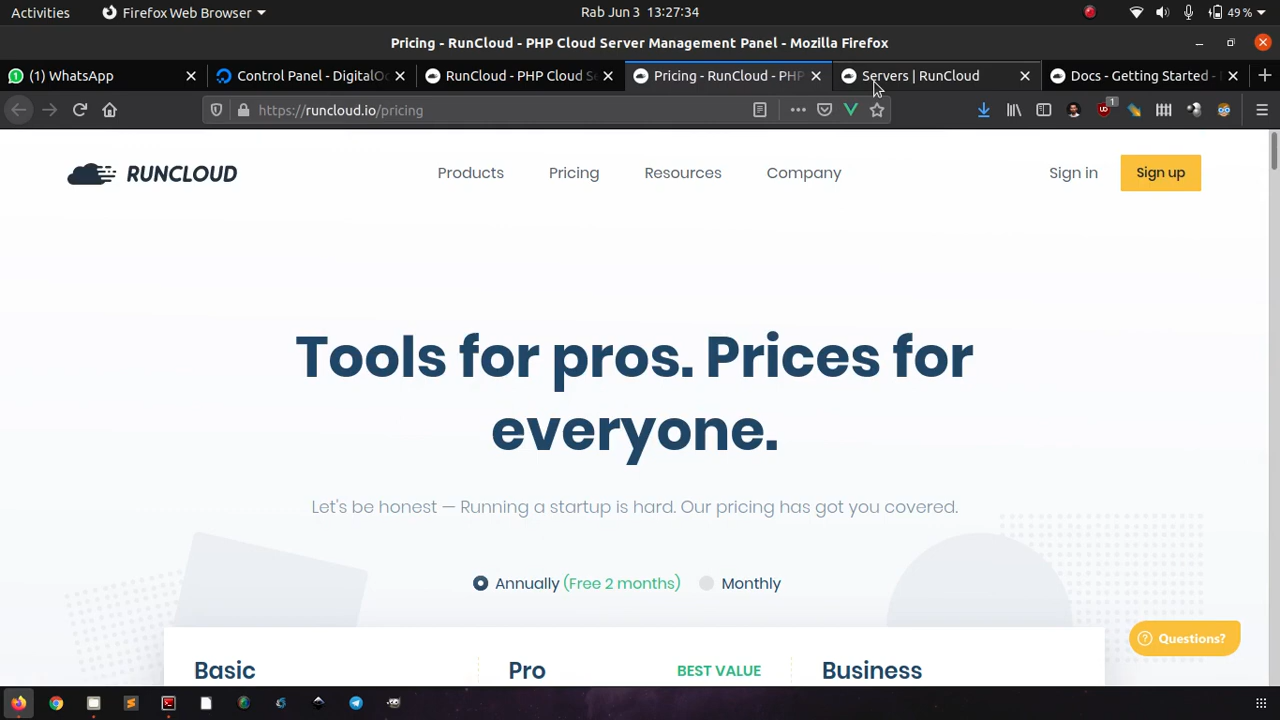 Activities Firefox Web Browser Rab Jun 3 13:27:34 49 %
Pricing - RunCloud - PHP Cloud Server Management Panel - Mozilla Firefox
(1) WhatsApp Control Panel - DigitalOc RunCloud - PHP Cloud S Pricing - RunCloud - PHP Servers | RunCloud Docs - Getting Started -
https://runcloud.io/pricing 1
RUNCLOUD Products Pricing Resources Company Sign in Sign up
Tools for pros. Prices for
everyone.
Let's be honest — Running a startup is hard. Our pricing has got you covered.
Annually (Free 2 months) Monthly
Questions?
Basic Pro BEST VALUE Business